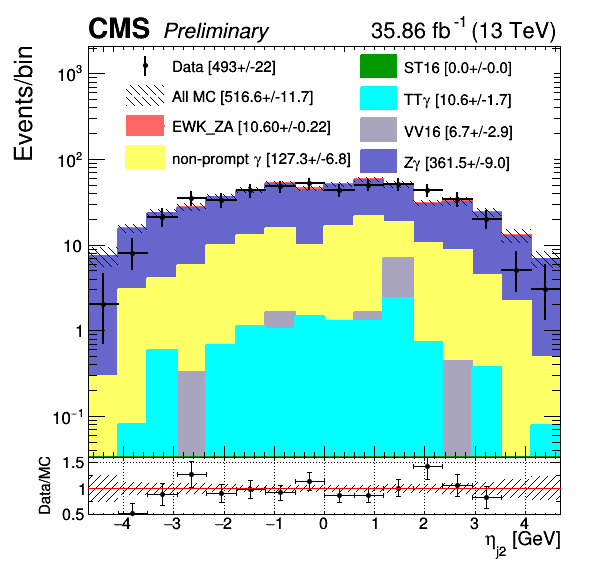 CMS Preliminary 35.86 fb⁻¹ (13 TeV)
Events/bin
Data [493+/-22]
All MC [516.6+/-11.7]
EWK_ZA [10.60+/-0.22]
non-prompt γ [127.3+/-6.8]
ST16 [0.0+/-0.0]
TTγ [10.6+/-1.7]
VV16 [6.7+/-2.9]
Zγ [361.5+/-9.0]
10³
10²
10
1
10⁻¹
Data/MC
1.5
1
0.5
−4 −3 −2 −1 0 1 2 3 4
η_j2 [GeV]